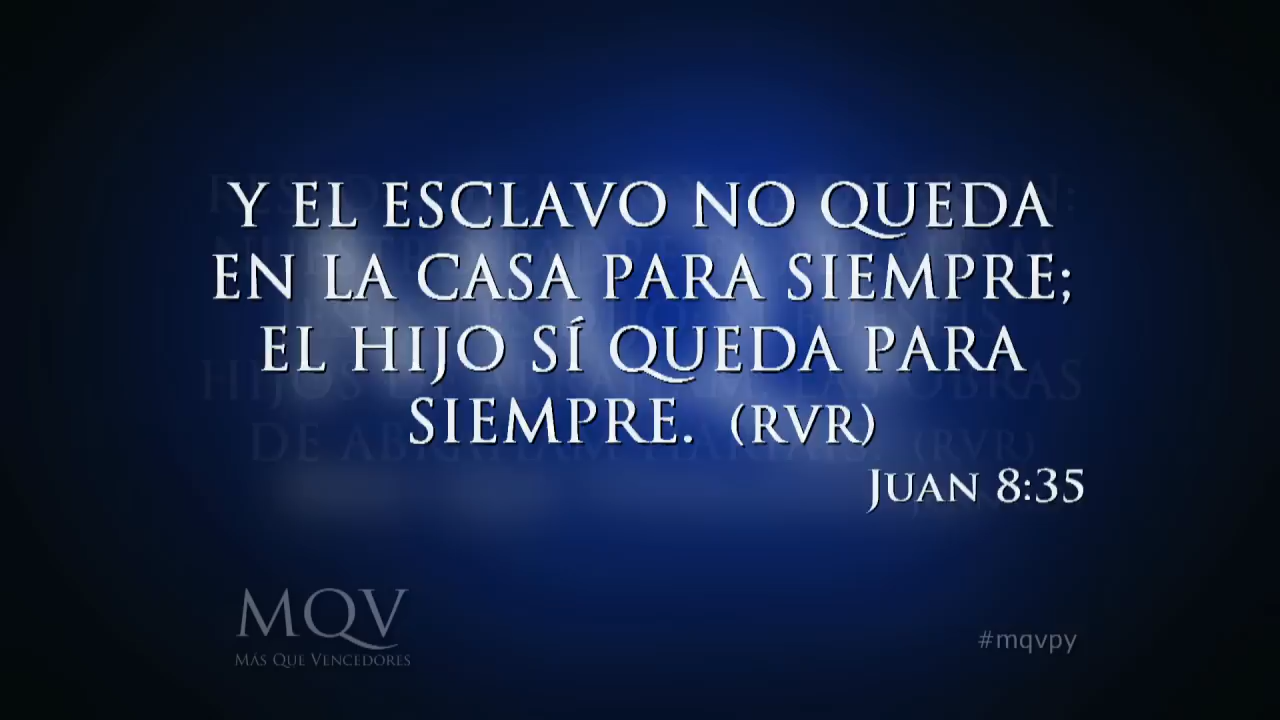 Y EL ESCLAVO NO QUEDA
EN LA CASA PARA SIEMPRE;
EL HIJO SÍ QUEDA PARA
SIEMPRE. (RVR)
JUAN 8:35
MQV
MÁS QUE VENCEDORES
#mqvpy